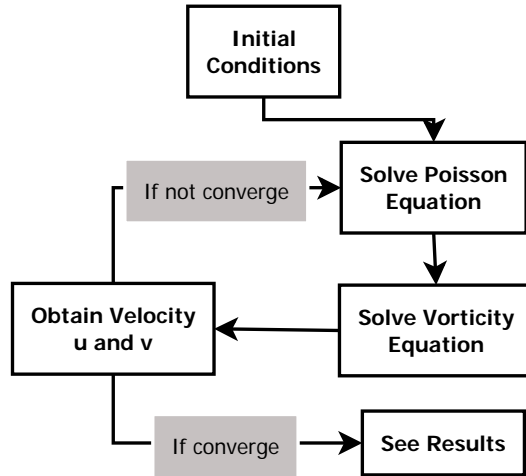 Initial
Conditions
If not converge
Solve Poisson
Equation
Obtain Velocity
u and v
Solve Vorticity
Equation
If converge
See Results